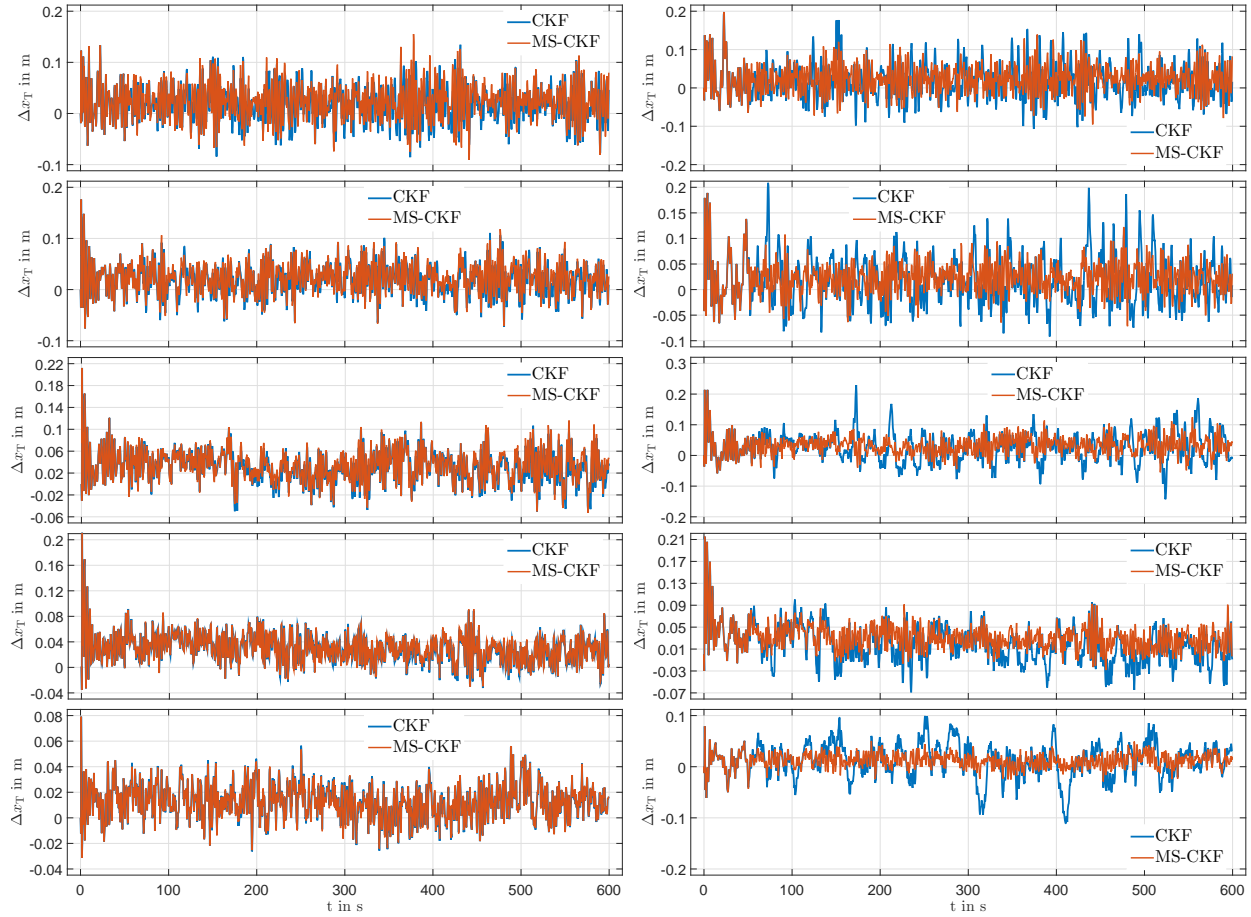 0.2
0.1
0
-0.1
Δx_T in m
CKF
MS-CKF
0.2
0.1
0
-0.1
-0.2
Δx_T in m
CKF
MS-CKF
0.2
0.1
0
-0.1
Δx_T in m
CKF
MS-CKF
0.2
0.15
0.1
0.05
0
-0.05
-0.1
Δx_T in m
CKF
MS-CKF
0.22
0.18
0.14
0.1
0.06
0.02
-0.02
-0.06
Δx_T in m
CKF
MS-CKF
0.3
0.2
0.1
0
-0.1
-0.2
Δx_T in m
CKF
MS-CKF
0.2
0.16
0.12
0.08
0.04
0
-0.04
Δx_T in m
CKF
MS-CKF
0.21
0.17
0.13
0.09
0.05
0.01
-0.03
-0.07
Δx_T in m
CKF
MS-CKF
0.08
0.06
0.04
0.02
0
-0.02
-0.04
Δx_T in m
CKF
MS-CKF
0 100 200 300 400 500 600
t in s
0.1
0
-0.1
-0.2
Δx_T in m
CKF
MS-CKF
0 100 200 300 400 500 600
t in s